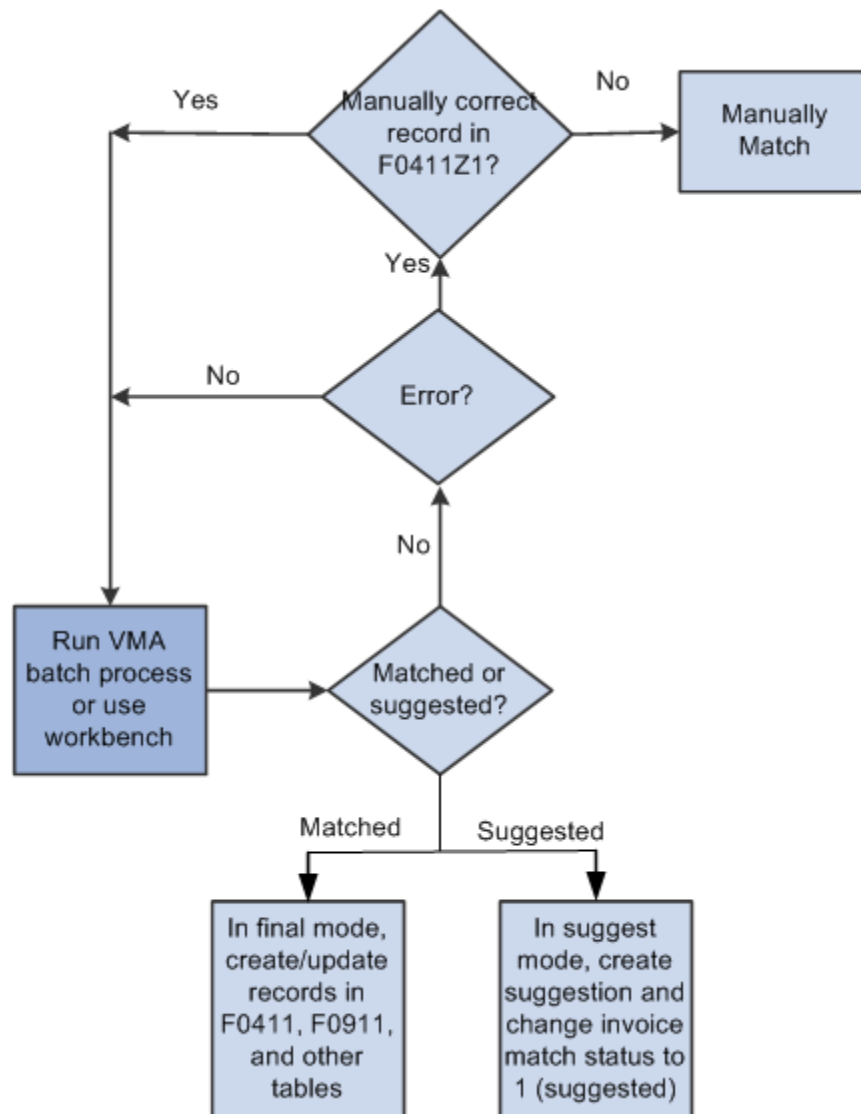 Yes
Manually correct
record in
F0411Z1?
No
Manually
Match
Yes
No
Error?
No
Run VMA
batch process
or use
workbench
Matched or
suggested?
Matched
Suggested
In final mode,
create/update
records in
F0411, F0911,
and other
tables
In suggest
mode, create
suggestion and
change invoice
match status to
1 (suggested)